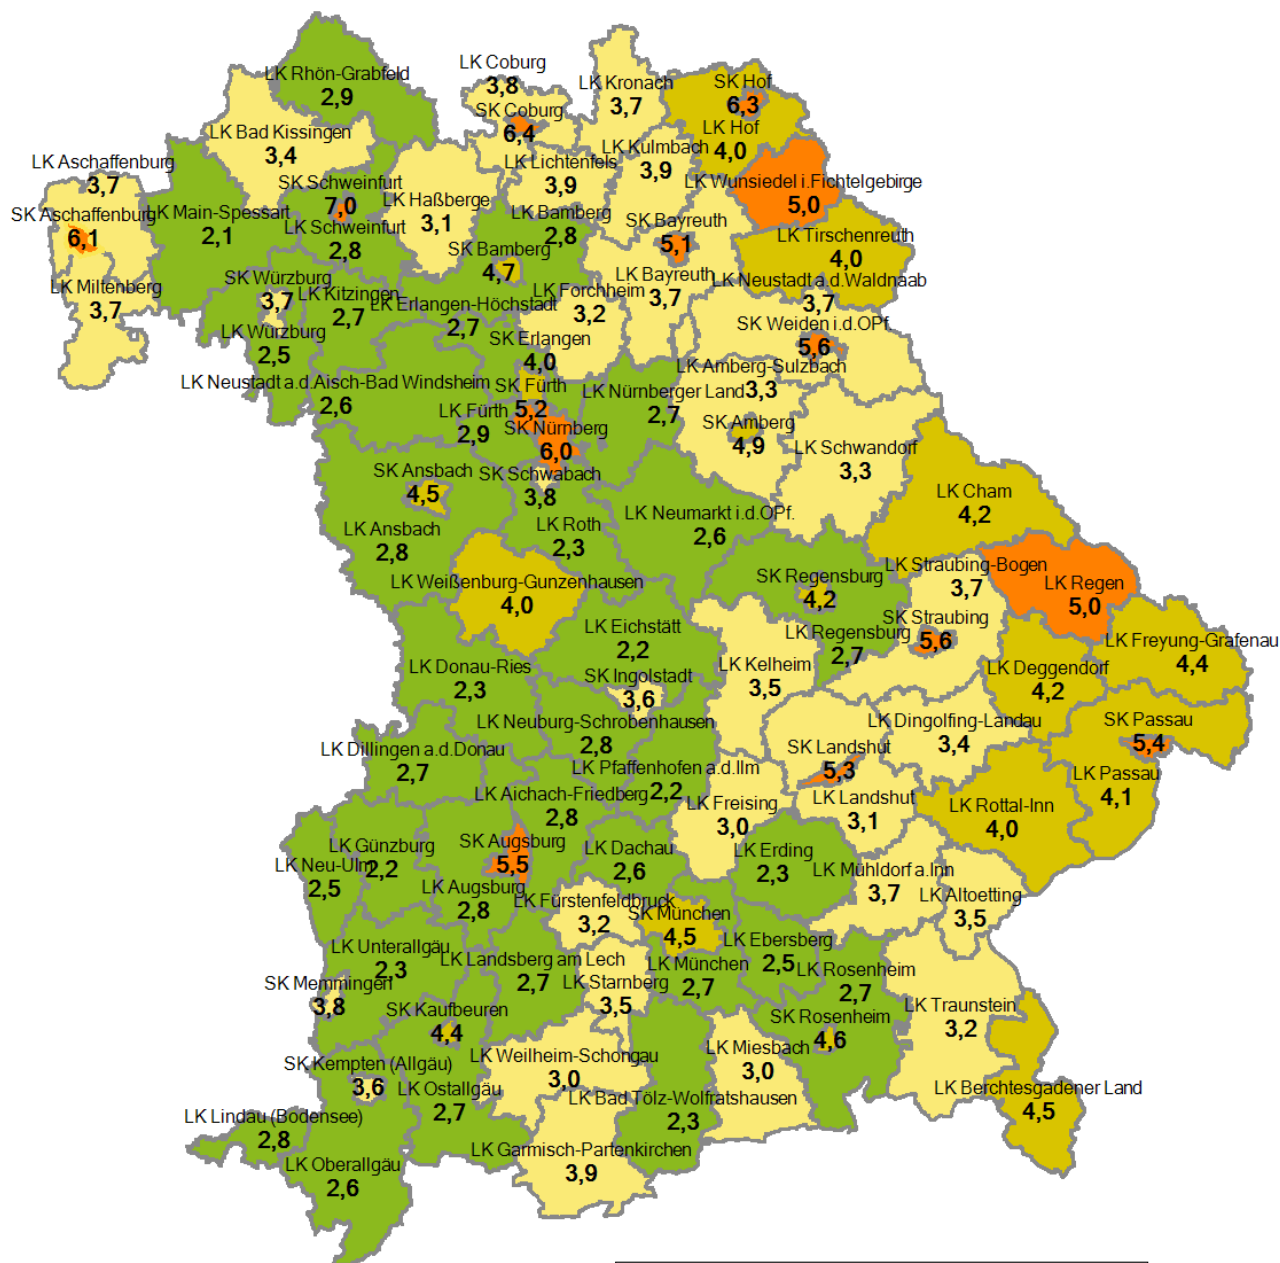 LK Coburg
3,8
LK Rhön-Grabfeld
2,9
LK Kronach
3,7
SK Hof
6,3
SK Coburg
6,4
LK Hof
4,0
LK Bad Kissingen
3,4
LK Kulmbach
3,9
LK Aschaffenburg
3,7
LK Lichtenfels
3,9
SK Schweinfurt
7,0
LK Wunsiedel i.Fichtelgebirge
5,0
LK Haßberge
3,1
SK Aschaffenburg
6,1
LK Main-Spessart
2,1
LK Bamberg
2,8
SK Bayreuth
5,1
LK Schweinfurt
2,8
LK Tirschenreuth
4,0
SK Bamberg
4,7
LK Miltenberg
3,7
SK Würzburg
3,7
LK Kitzingen
2,7
LK Bayreuth
3,7
LK Neustadt a.d.Waldnaab
3,7
LK Forchheim
3,2
LK Erlangen-Höchstadt
2,7
SK Weiden i.d.OPf.
5,6
LK Würzburg
2,5
SK Erlangen
4,0
LK Amberg-Sulzbach
3,3
LK Neustadt a.d.Aisch-Bad Windsheim
2,6
SK Fürth
5,2
LK Nürnberger Land
2,7
LK Fürth
2,9
SK Nürnberg
6,0
SK Amberg
4,9
LK Schwandorf
3,3
SK Ansbach
4,5
SK Schwabach
3,8
LK Cham
4,2
LK Neumarkt i.d.OPf.
2,6
LK Ansbach
2,8
LK Roth
2,3
LK Straubing-Bogen
3,7
LK Weißenburg-Gunzenhausen
4,0
SK Regensburg
4,2
LK Regen
5,0
SK Straubing
5,6
LK Eichstätt
2,2
LK Regensburg
2,7
LK Freyung-Grafenau
4,4
LK Donau-Ries
2,3
LK Kelheim
3,5
LK Deggendorf
4,2
SK Ingolstadt
3,6
LK Neuburg-Schrobenhausen
2,8
LK Dingolfing-Landau
3,4
SK Passau
5,4
LK Dillingen a.d.Donau
2,7
SK Landshut
5,3
LK Pfaffenhofen a.d.Ilm
2,2
LK Passau
4,1
LK Aichach-Friedberg
2,8
LK Freising
3,0
LK Landshut
3,1
LK Rottal-Inn
4,0
LK Günzburg
2,2
SK Augsburg
5,5
LK Dachau
2,6
LK Erding
2,3
LK Neu-Ulm
2,5
LK Mühldorf a.Inn
3,7
LK Augsburg
2,8
LK Fürstenfeldbruck
3,2
LK Altoetting
3,5
SK München
4,5
LK Ebersberg
2,5
LK Unterallgäu
2,3
LK Landsberg am Lech
2,7
LK München
2,7
LK Rosenheim
2,7
SK Memmingen
3,8
LK Starnberg
3,5
LK Traunstein
3,2
SK Kaufbeuren
4,4
SK Rosenheim
4,6
LK Miesbach
3,0
SK Kempten (Allgäu)
3,6
LK Weilheim-Schongau
3,0
LK Ostallgäu
2,7
LK Bad Tölz-Wolfratshausen
2,3
LK Berchtesgadener Land
4,5
LK Lindau (Bodensee)
2,8
LK Garmisch-Partenkirchen
3,9
LK Oberallgäu
2,6